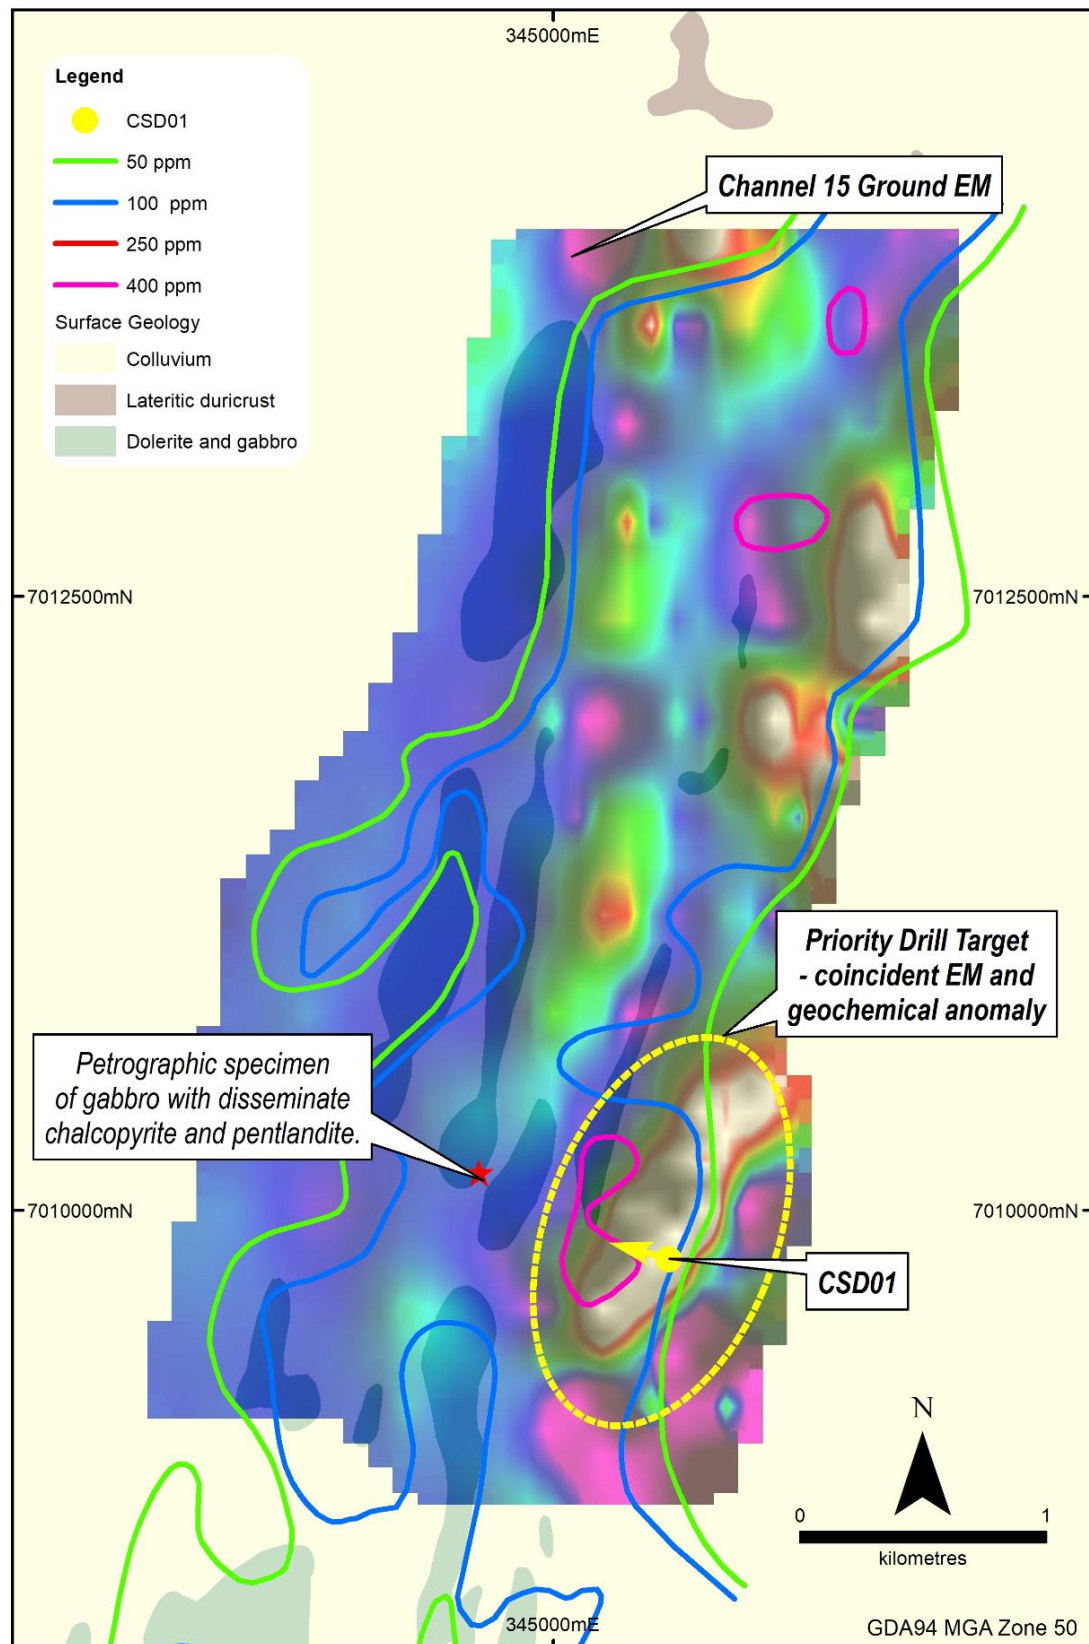 345000mE
Legend
CSD01
50 ppm
100 ppm
250 ppm
400 ppm
Surface Geology
Colluvium
Lateritic duricrust
Dolerite and gabbro
Channel 15 Ground EM
7012500mN
7012500mN
Priority Drill Target
- coincident EM and
geochemical anomaly
Petrographic specimen
of gabbro with disseminate
chalcopyrite and pentlandite.
7010000mN
7010000mN
CSD01
N
0 1
kilometres
345000mE
GDA94 MGA Zone 50